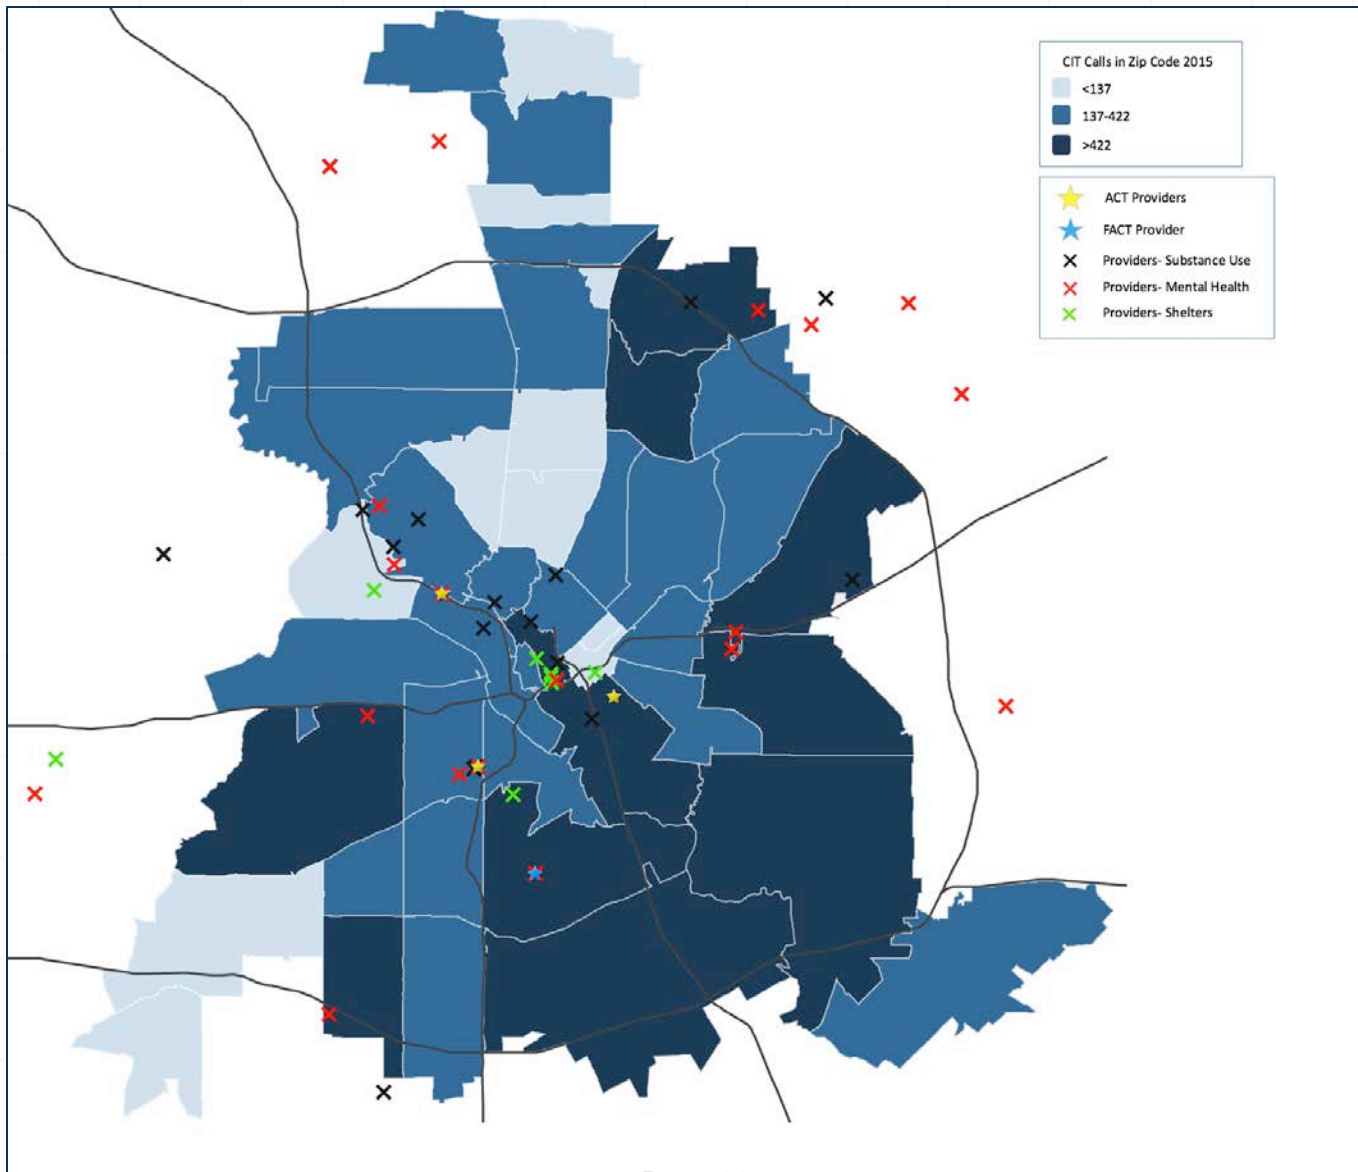 CIT Calls in Zip Code 2015
<137
137-422
>422
ACT Providers
FACT Provider
Providers- Substance Use
Providers- Mental Health
Providers- Shelters